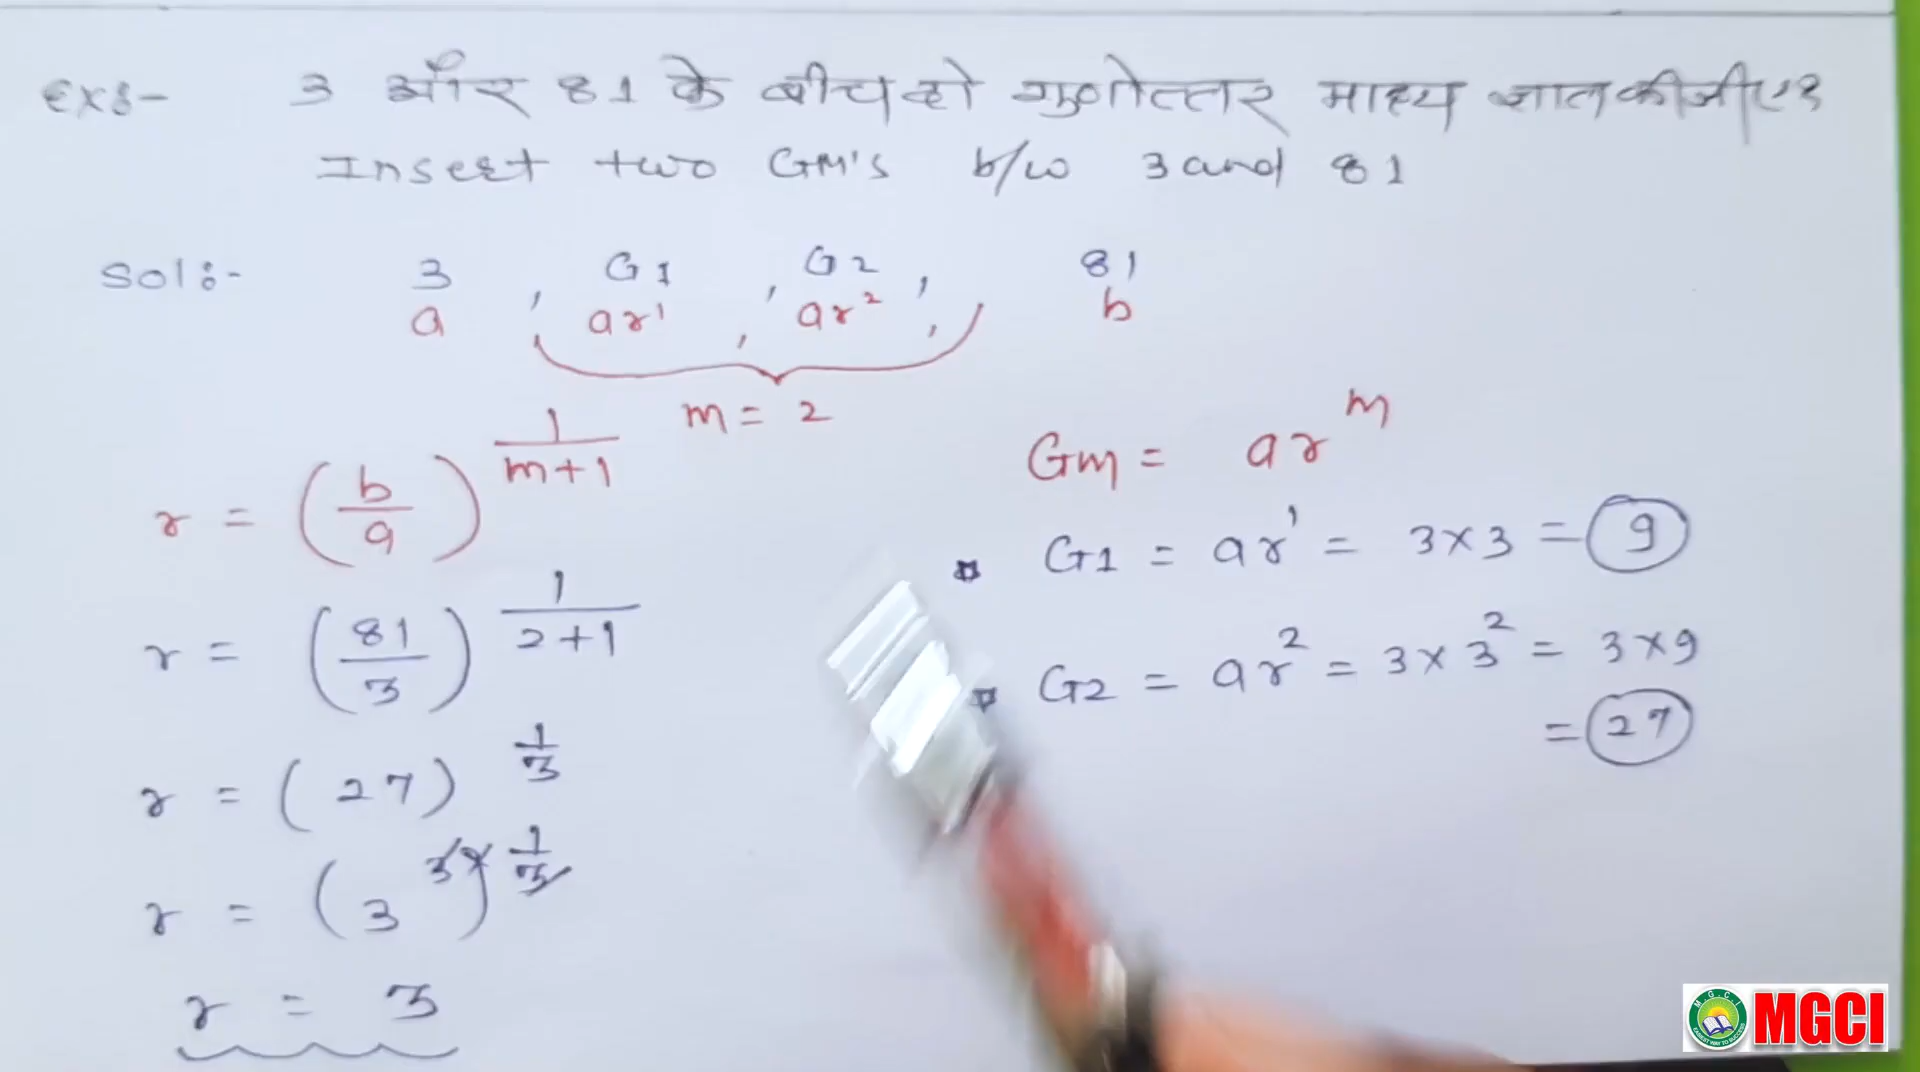 Ex:- 3 और 81 के बीच दो गुणोत्तर माध्य ज्ञात कीजीए?
Insert two GM's b/w 3 and 81
Sol:- 3 , G1 , G2 , 81
a , ar¹ , ar² , b
m = 2
r = (b/a)^(1/(m+1))
r = (81/3)^(1/(2+1))
r = (27)^(1/3)
r = (3^3×)^(1/3)
r = 3
Gm = ar^m
G1 = ar¹ = 3×3 = 9
G2 = ar² = 3×3² = 3×9
= 27
MGCI